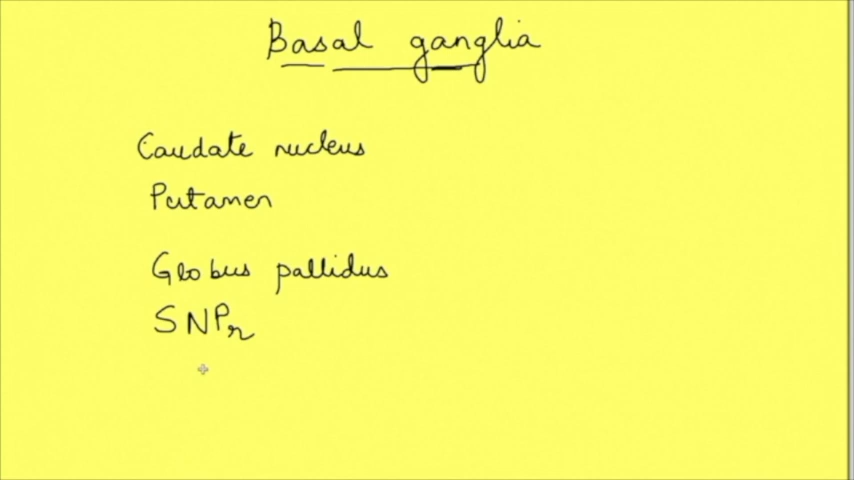 Basal ganglia
Caudate nucleus
Putamen
Globus pallidus
SNPr